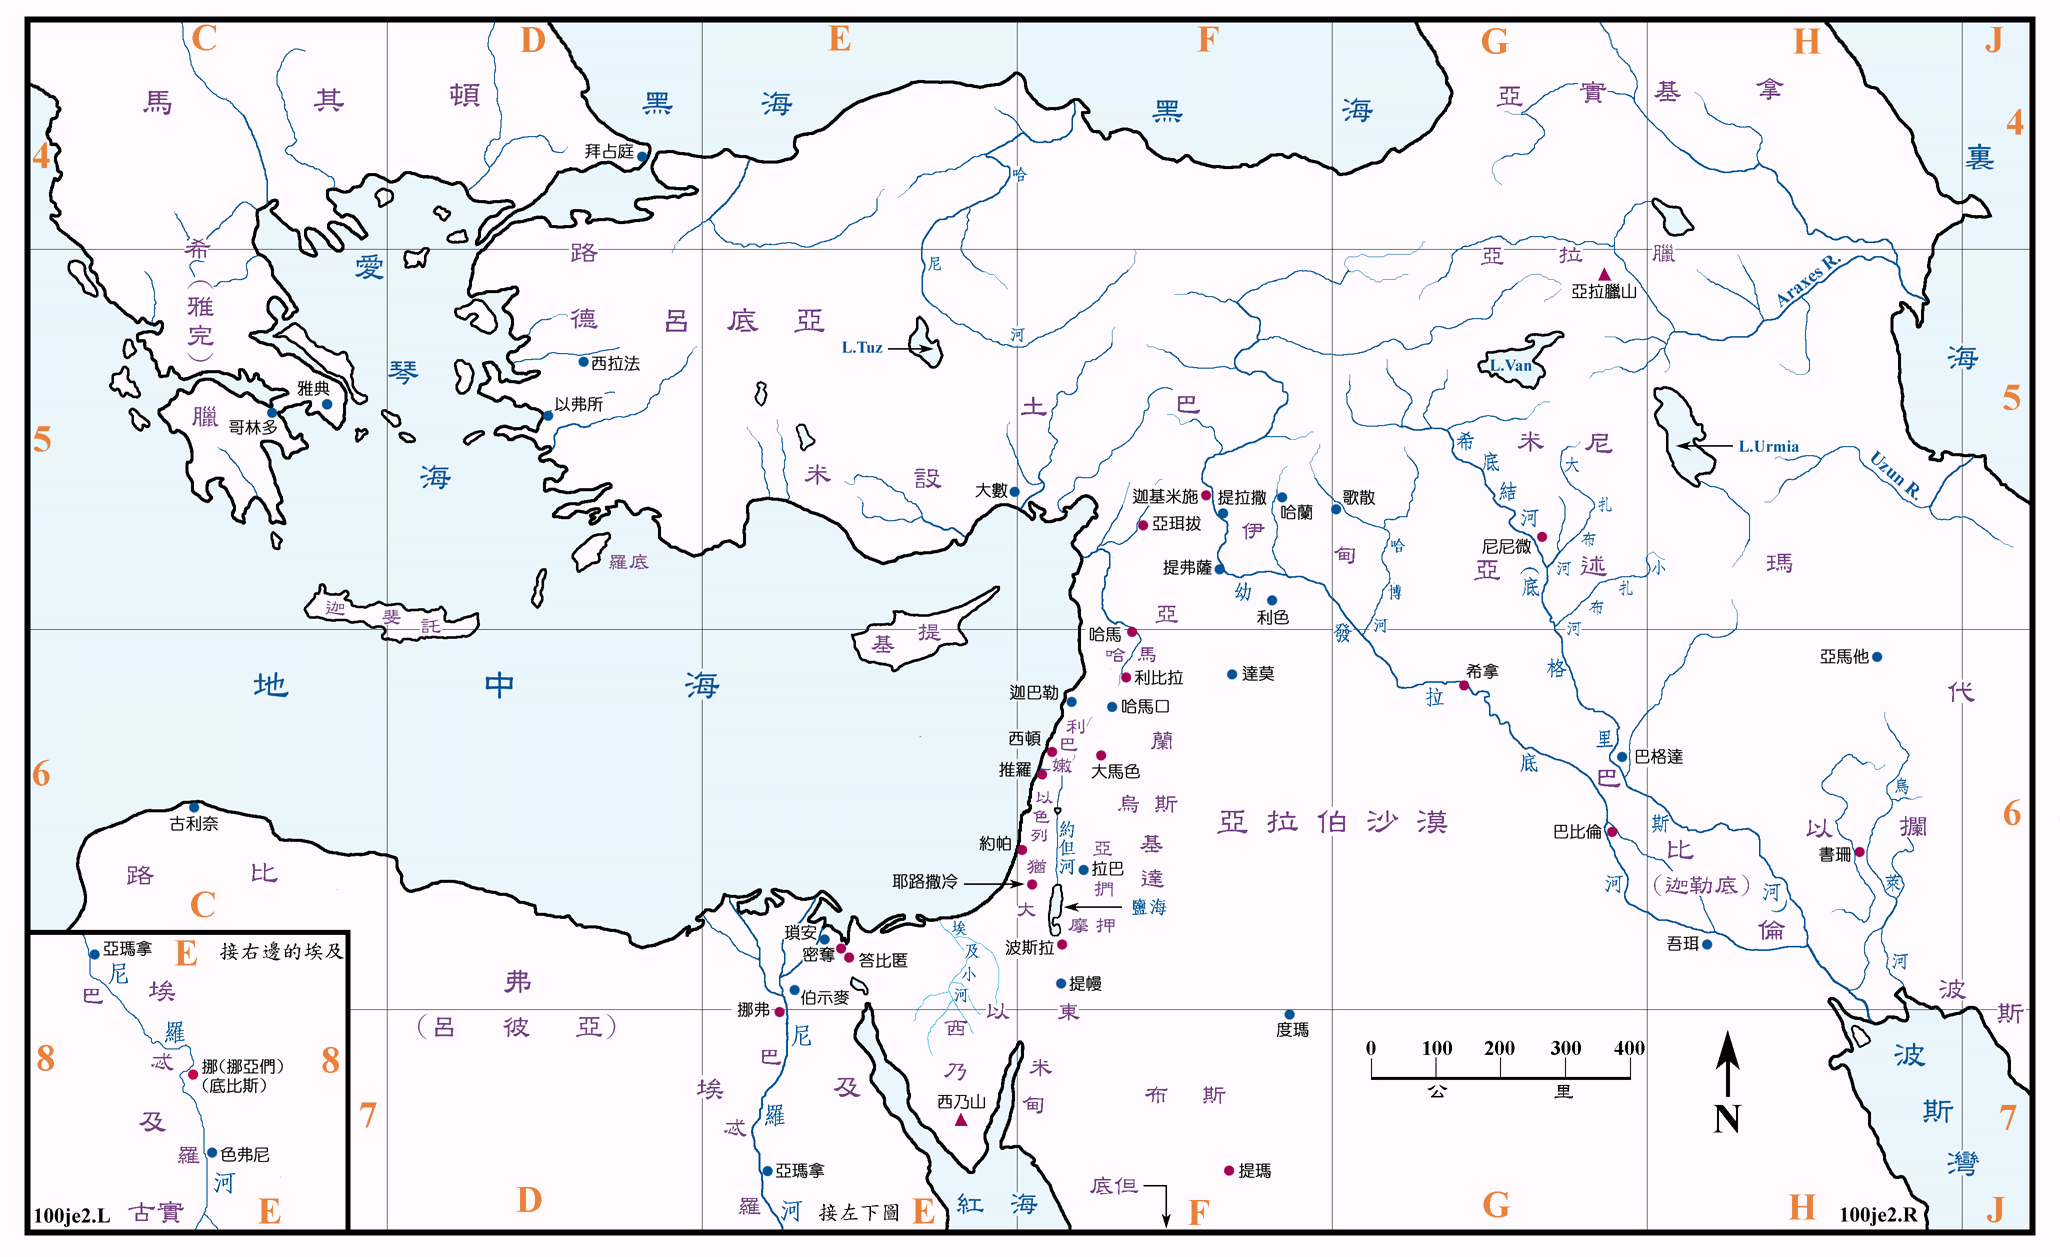 C
D
E
F
G
H
J
馬其頓
黑海
黑海
亞實基拿
4
4
裏海
拜占庭
哈尼河
希(雅完)臘
愛琴海
路德
呂底亞
亞拉臘
亞拉臘山
Araxes R.
L.Tuz
L.Van
西拉法
雅典
以弗所
哥林多
土巴
5
5
米設
米尼
L.Urmia
Uzun R.
大數
迦基米施
提拉撒
哈蘭
歌散
亞珥拔
伊甸
尼尼微
亞述
瑪代
大扎布河
小扎布河
希底結河
(底格里斯河)
哈博河
羅底
提弗薩
利色
幼發拉底河
迦斐託
基提
亞蘭
哈馬
哈馬
利比拉
達莫
希拿
亞馬他
地中海
迦巴勒
哈馬口
利巴嫩
西頓
推羅
大馬色
巴格達
6
6
烏斯
以色列
亞拉伯沙漠
巴比倫
巴比倫
(迦勒底)
以攔
書珊
烏萊河
古利奈
約帕
約但河
亞捫
拉巴
基達
猶大
耶路撒冷
鹽海
摩押
路比
C
埃及小河
瑣安
密奪
答比匿
波斯拉
提幔
吾珥
弗
(呂彼亞)
伯示麥
挪弗
以東
度瑪
波斯
西乃
米甸
布斯
0 100 200 300 400
公里
N
波斯灣
7
7
巴忒羅
埃及
尼羅河
西乃山
亞瑪拿
提瑪
底但
紅海
接左下圖
D
E
F
G
H
J
100je2.R
亞瑪拿
E
接右邊的埃及
尼羅河
埃及
巴忒羅
8
8
挪(挪亞們)
(底比斯)
色弗尼
古實
E
100je2.L